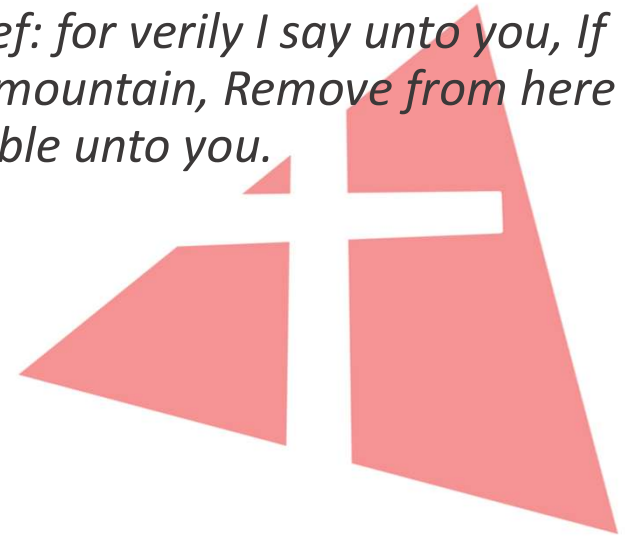 ef: for verily I say unto you, If
mountain, Remove from here
ble unto you.